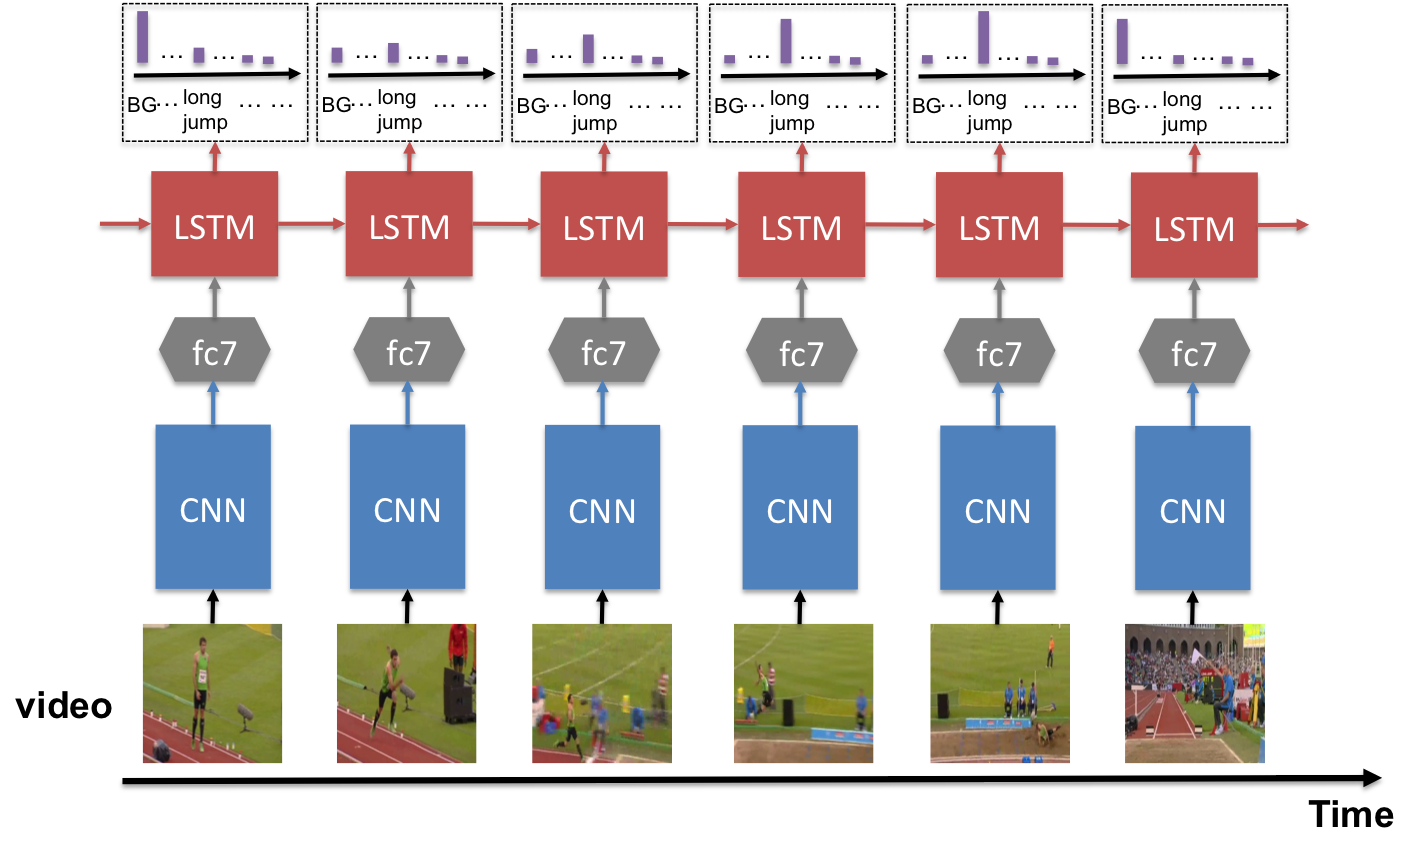 … … … … … … … … … … … …
BG … long jump … … BG … long jump … … BG … long jump … … BG … long jump … … BG … long jump … … BG … long jump … …
LSTM LSTM LSTM LSTM LSTM LSTM
fc7 fc7 fc7 fc7 fc7 fc7
CNN CNN CNN CNN CNN CNN
video
Time